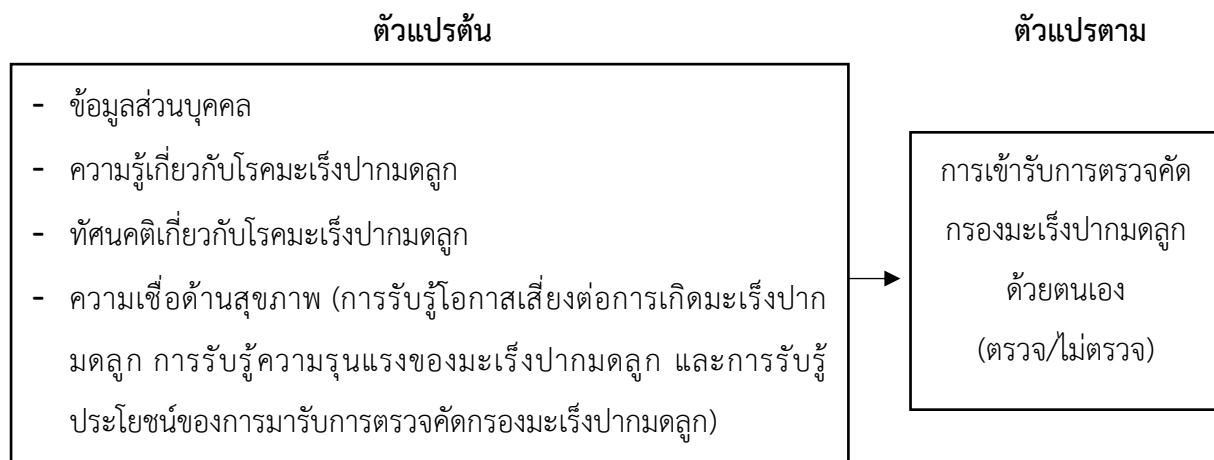 ตัวแปรต้น
- ข้อมูลส่วนบุคคล
- ความรู้เกี่ยวกับโรคมะเร็งปากมดลูก
- ทัศนคติเกี่ยวกับโรคมะเร็งปากมดลูก
- ความเชื่อด้านสุขภาพ (การรับรู้โอกาสเสี่ยงต่อการเกิดมะเร็งปาก
มดลูก การรับรู้ความรุนแรงของมะเร็งปากมดลูก และการรับรู้
ประโยชน์ของการมารับการตรวจคัดกรองมะเร็งปากมดลูก)
ตัวแปรตาม
การเข้ารับการตรวจคัด
กรองมะเร็งปากมดลูก
ด้วยตนเอง
(ตรวจ/ไม่ตรวจ)